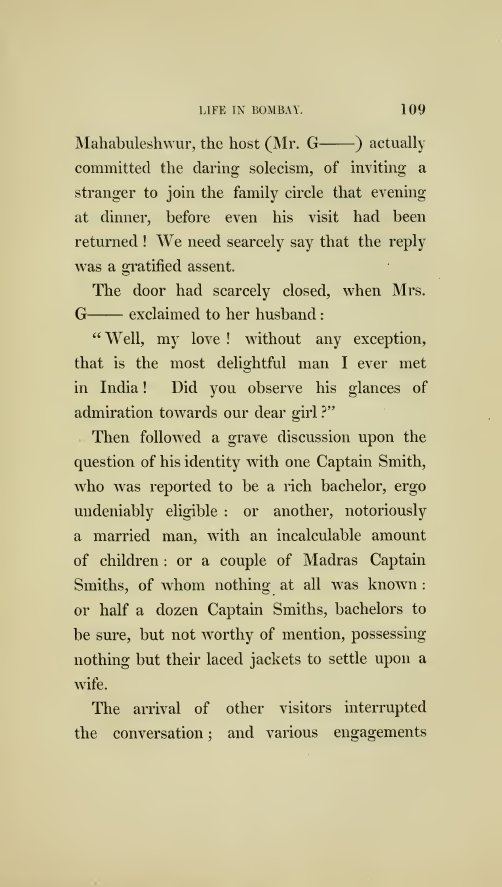 LIFE IN BOMBAY. 109
Mahabuleshwur, the host (Mr. G——) actually
committed the daring solecism, of inviting a
stranger to join the family circle that evening
at dinner, before even his visit had been
returned ! We need searcely say that the reply
was a gratified assent.
The door had scarcely closed, when Mrs.
G—— exclaimed to her husband :
“ Well, my love ! without any exception,
that is the most delightful man I ever met
in India ! Did you observe his glances of
admiration towards our dear girl ?”
Then followed a grave discussion upon the
question of his identity with one Captain Smith,
who was reported to be a rich bachelor, ergo
undeniably eligible : or another, notoriously
a married man, with an incalculable amount
of children : or a couple of Madras Captain
Smiths, of whom nothing at all was known :
or half a dozen Captain Smiths, bachelors to
be sure, but not worthy of mention, possessing
nothing but their laced jackets to settle upon a
wife.
The arrival of other visitors interrupted
the conversation ; and various engagements